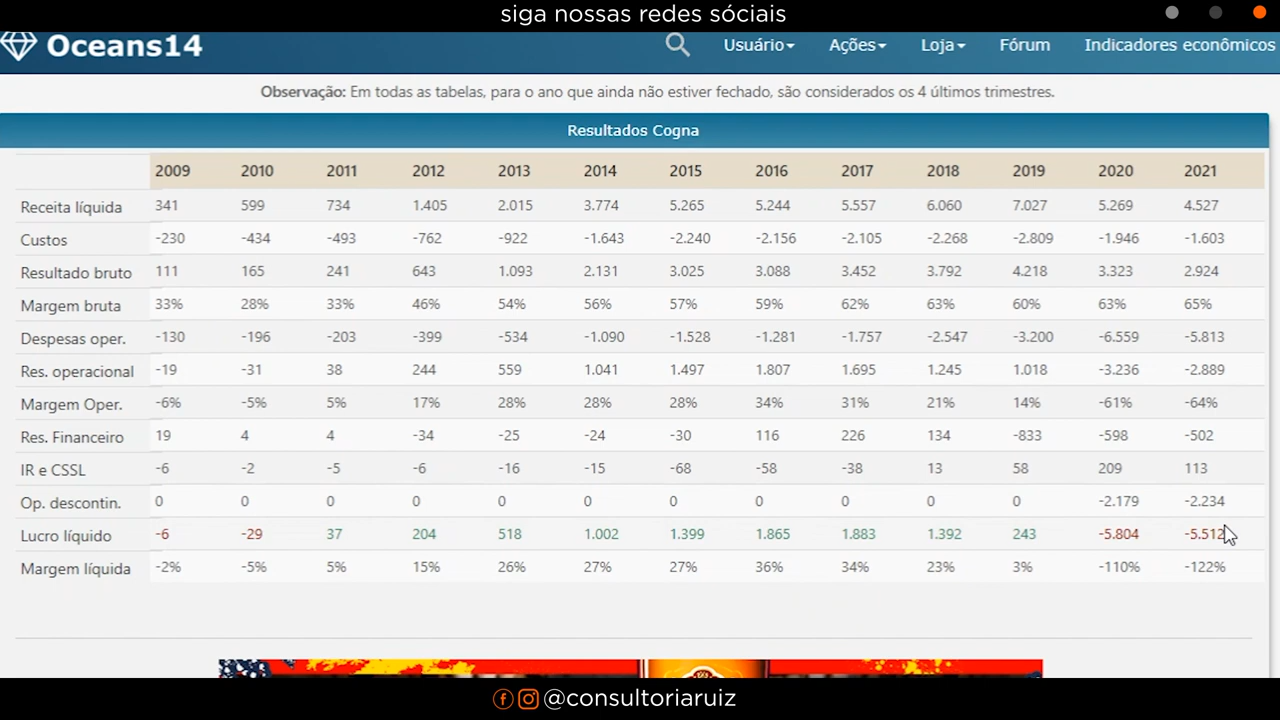 siga nossas redes sóciais
Oceans14 Usuário Ações Loja Fórum Indicadores econômicos
Observação: Em todas as tabelas, para o ano que ainda não estiver fechado, são considerados os 4 últimos trimestres.
Resultados Cogna
2009 2010 2011 2012 2013 2014 2015 2016 2017 2018 2019 2020 2021
Receita líquida 341 599 734 1.405 2.015 3.774 5.265 5.244 5.557 6.060 7.027 5.269 4.527
Custos -230 -434 -493 -762 -922 -1.643 -2.240 -2.156 -2.105 -2.268 -2.809 -1.946 -1.603
Resultado bruto 111 165 241 643 1.093 2.131 3.025 3.088 3.452 3.792 4.218 3.323 2.924
Margem bruta 33% 28% 33% 46% 54% 56% 57% 59% 62% 63% 60% 63% 65%
Despesas oper. -130 -196 -203 -399 -534 -1.090 -1.528 -1.281 -1.757 -2.547 -3.200 -6.559 -5.813
Res. operacional -19 -31 38 244 559 1.041 1.497 1.807 1.695 1.245 1.018 -3.236 -2.889
Margem Oper. -6% -5% 5% 17% 28% 28% 28% 34% 31% 21% 14% -61% -64%
Res. Financeiro 19 4 4 -34 -25 -24 -30 116 226 134 -833 -598 -502
IR e CSSL -6 -2 -5 -6 -16 -15 -68 -58 -38 13 58 209 113
Op. descontin. 0 0 0 0 0 0 0 0 0 0 0 -2.179 -2.234
Lucro líquido -6 -29 37 204 518 1.002 1.399 1.865 1.883 1.392 243 -5.804 -5.512
Margem líquida -2% -5% 5% 15% 26% 27% 27% 36% 34% 23% 3% -110% -122%
@consultoriaruiz